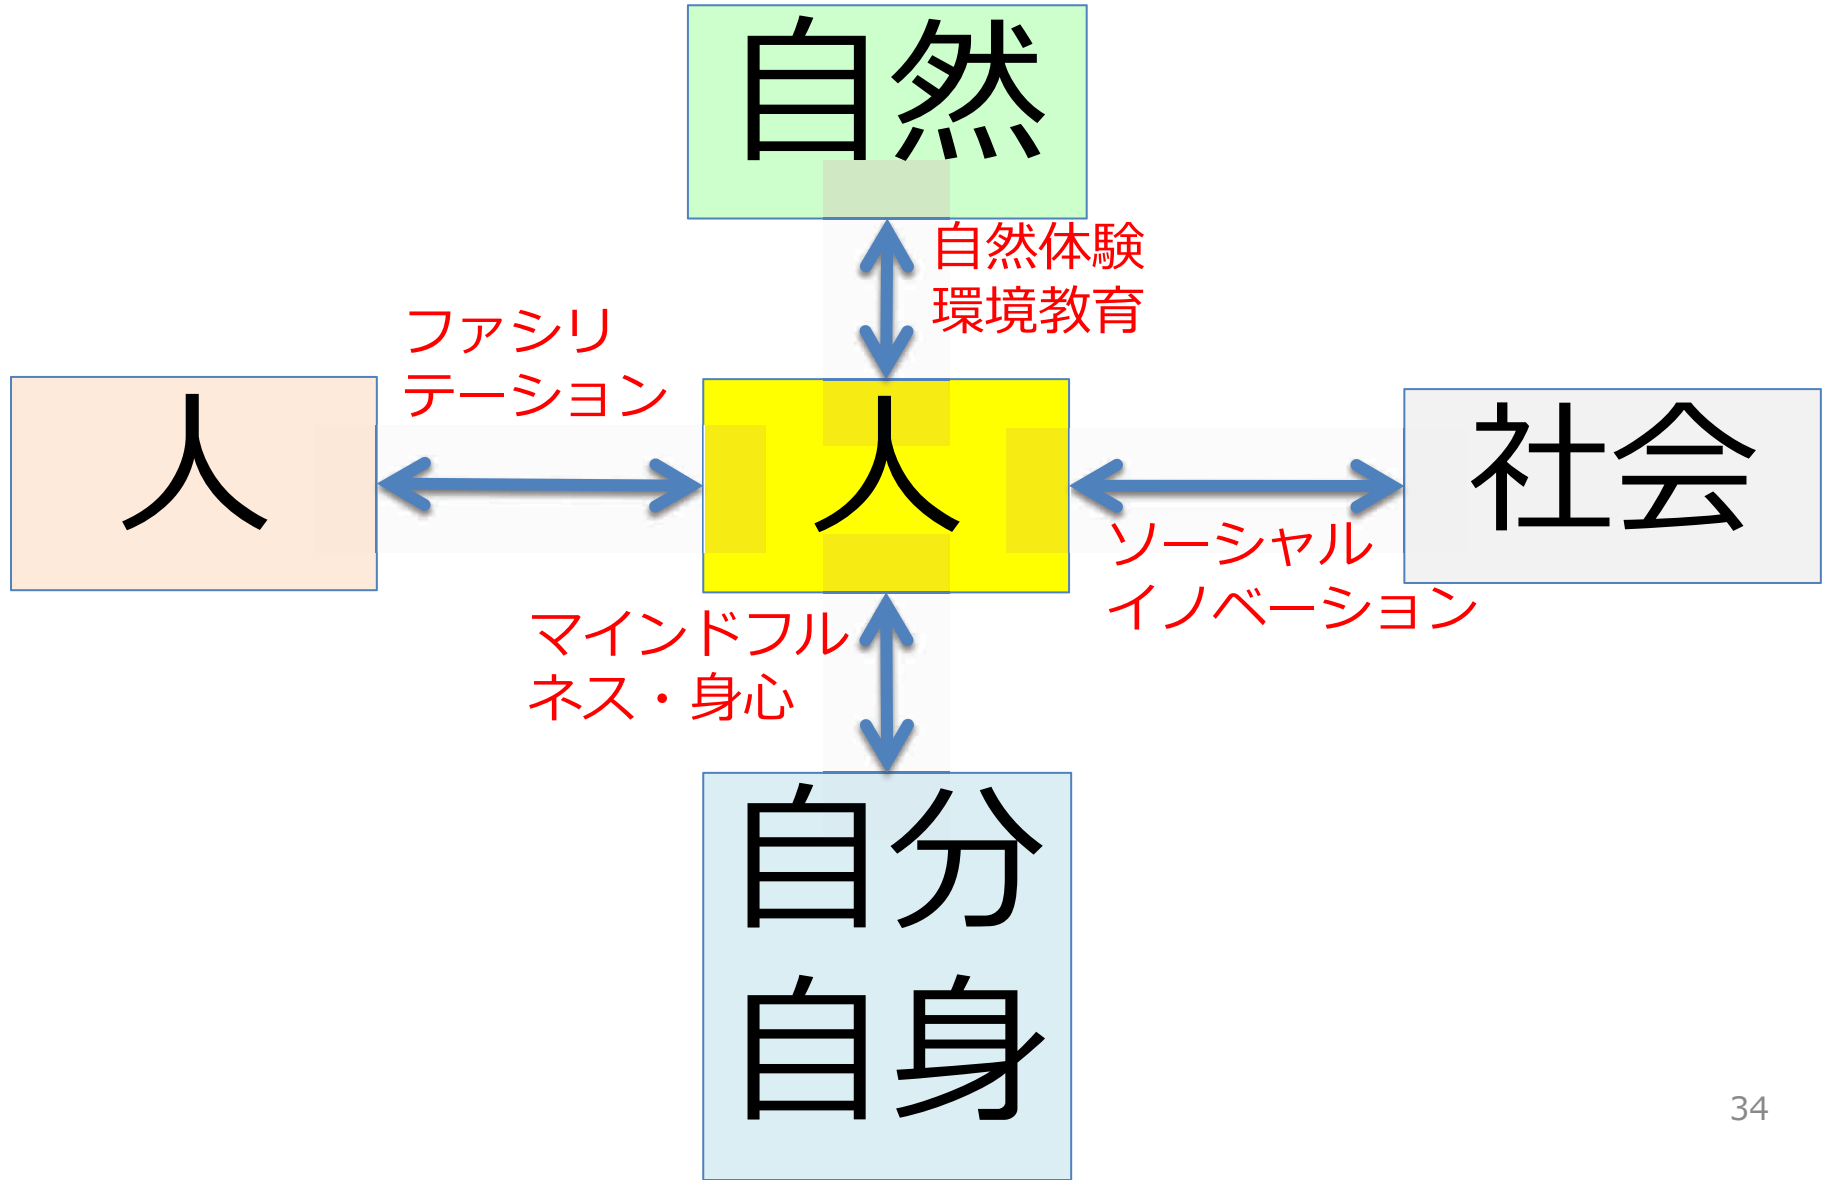 自然
自然体験
環境教育
ファシリ
テーション
人
人
社会
ソーシャル
イノベーション
マインドフル
ネス・身心
自分
自身
34